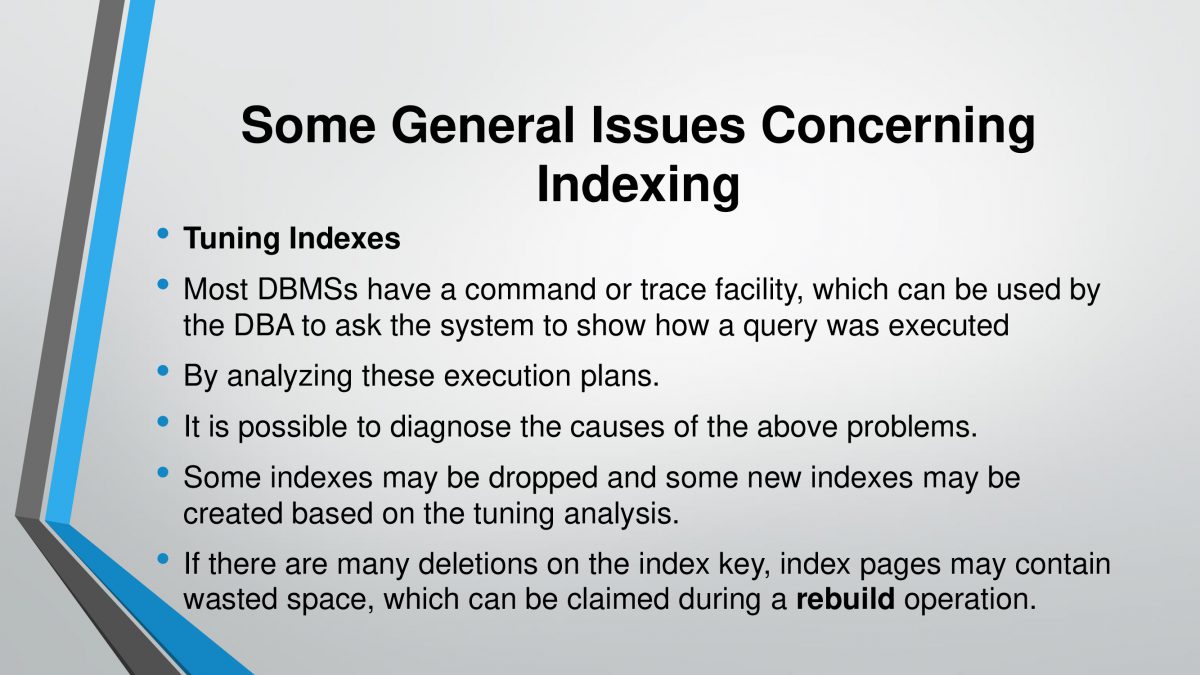 Some General Issues Concerning
Indexing
• Tuning Indexes
• Most DBMSs have a command or trace facility, which can be used by
the DBA to ask the system to show how a query was executed
• By analyzing these execution plans.
• It is possible to diagnose the causes of the above problems.
• Some indexes may be dropped and some new indexes may be
created based on the tuning analysis.
• If there are many deletions on the index key, index pages may contain
wasted space, which can be claimed during a rebuild operation.